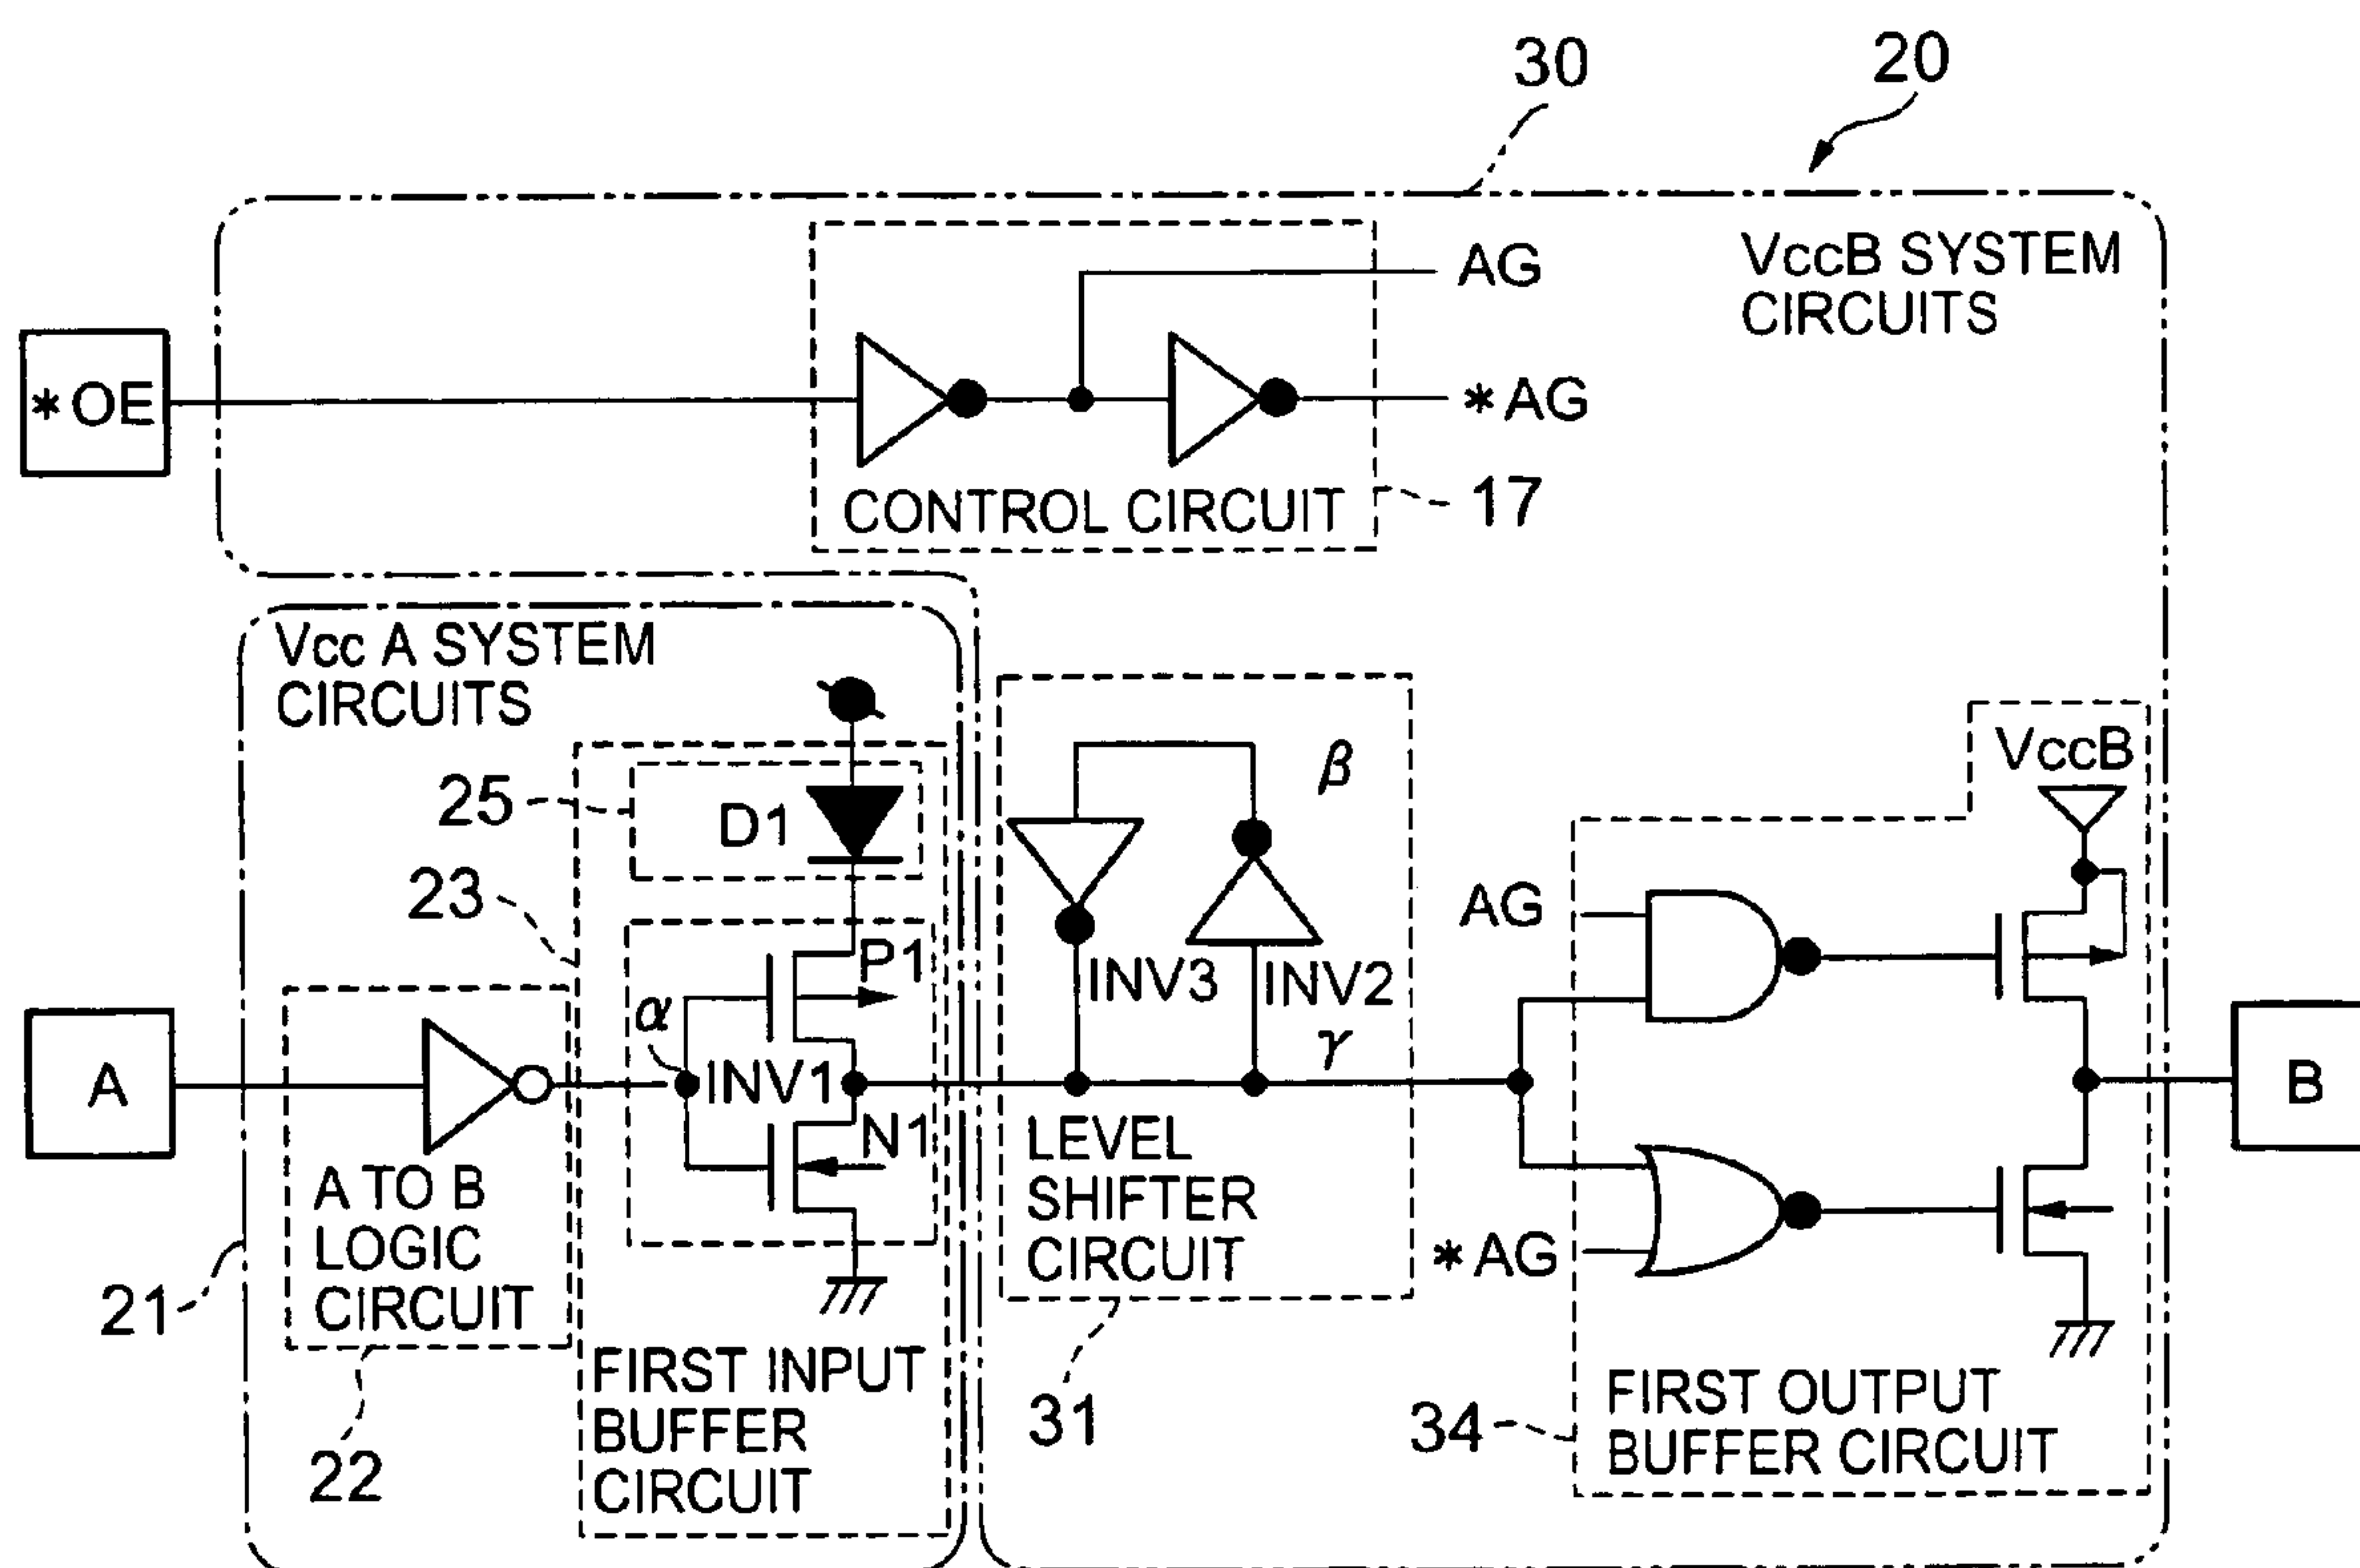 30
20
VccB SYSTEM
CIRCUITS
AG
*OE
*AG
CONTROL CIRCUIT
17
Vcc A SYSTEM
CIRCUITS
25
D1
β
VccB
23
P1
AG
α
INV3
INV2
γ
A
INV1
B
N1
LEVEL
SHIFTER
CIRCUIT
A TO B
LOGIC
CIRCUIT
*AG
21
FIRST INPUT
BUFFER
CIRCUIT
22
31
34
FIRST OUTPUT
BUFFER CIRCUIT